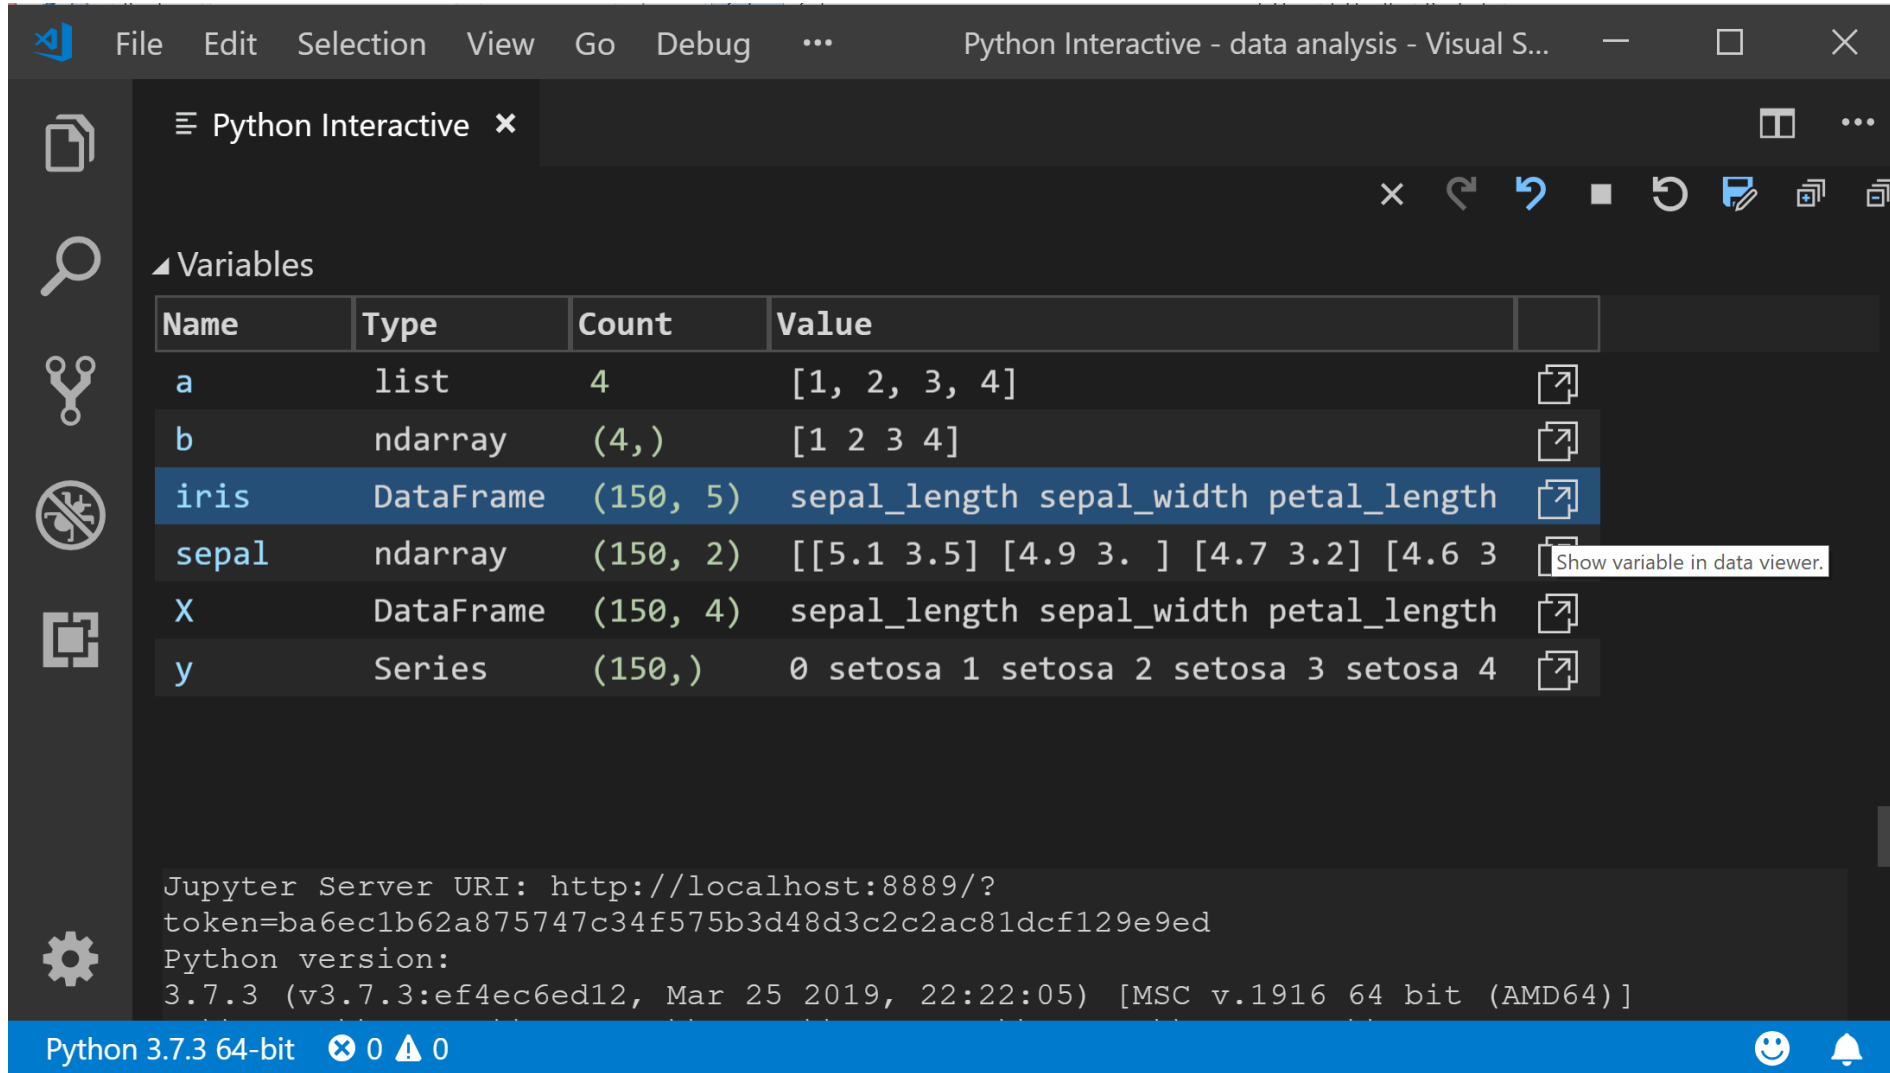 File Edit Selection View Go Debug ··· Python Interactive - data analysis - Visual S...
Python Interactive
Variables
Name Type Count Value
a list 4 [1, 2, 3, 4]
b ndarray (4,) [1 2 3 4]
iris DataFrame (150, 5) sepal_length sepal_width petal_length
sepal ndarray (150, 2) [[5.1 3.5] [4.9 3. ] [4.7 3.2] [4.6 3
Show variable in data viewer.
X DataFrame (150, 4) sepal_length sepal_width petal_length
y Series (150,) 0 setosa 1 setosa 2 setosa 3 setosa 4
Jupyter Server URI: http://localhost:8889/?
token=ba6ec1b62a875747c34f575b3d48d3c2c2ac81dcf129e9ed
Python version:
3.7.3 (v3.7.3:ef4ec6ed12, Mar 25 2019, 22:22:05) [MSC v.1916 64 bit (AMD64)]
Python 3.7.3 64-bit 0 0